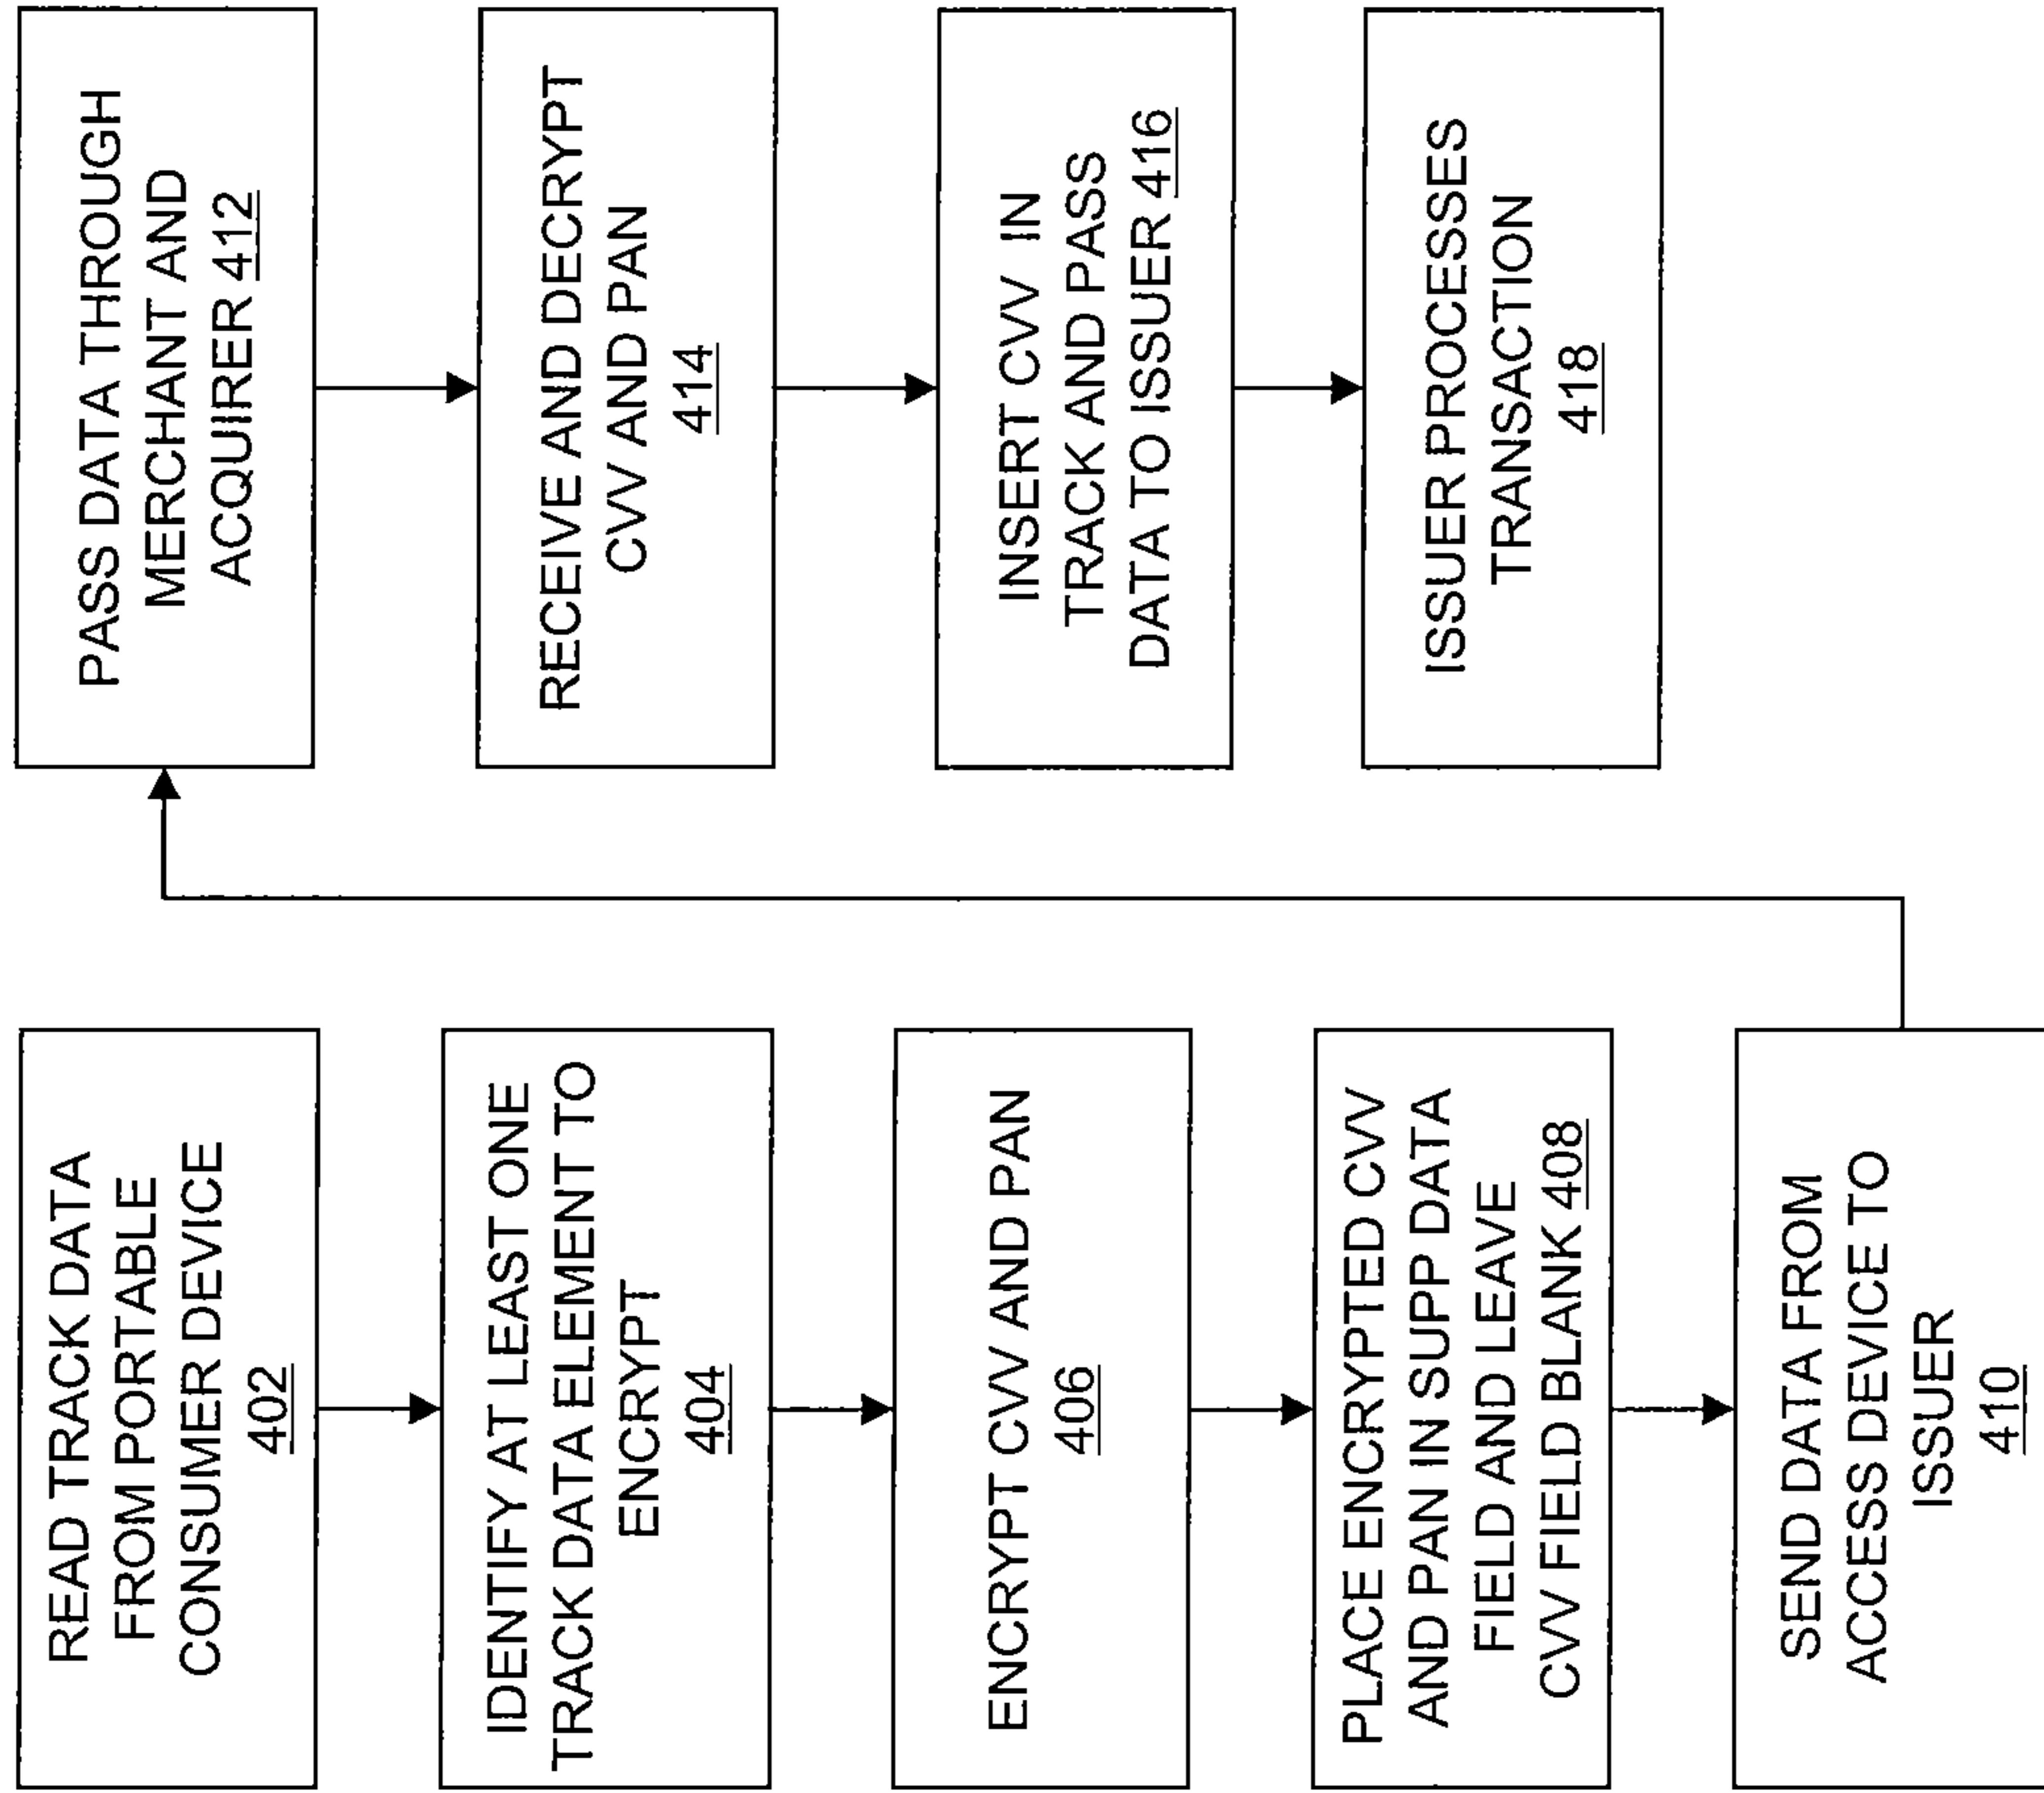 READ TRACK DATA
FROM PORTABLE
CONSUMER DEVICE
402
IDENTIFY AT LEAST ONE
TRACK DATA ELEMENT TO
ENCRYPT
404
ENCRYPT CVV AND PAN
406
PLACE ENCRYPTED CVV
AND PAN IN SUPP DATA
FIELD AND LEAVE
CVV FIELD BLANK 408
SEND DATA FROM
ACCESS DEVICE TO
ISSUER
410
PASS DATA THROUGH
MERCHANT AND
ACQUIRER 412
RECEIVE AND DECRYPT
CVV AND PAN
414
INSERT CVV IN
TRACK AND PASS
DATA TO ISSUER 416
ISSUER PROCESSES
TRANSACTION
418